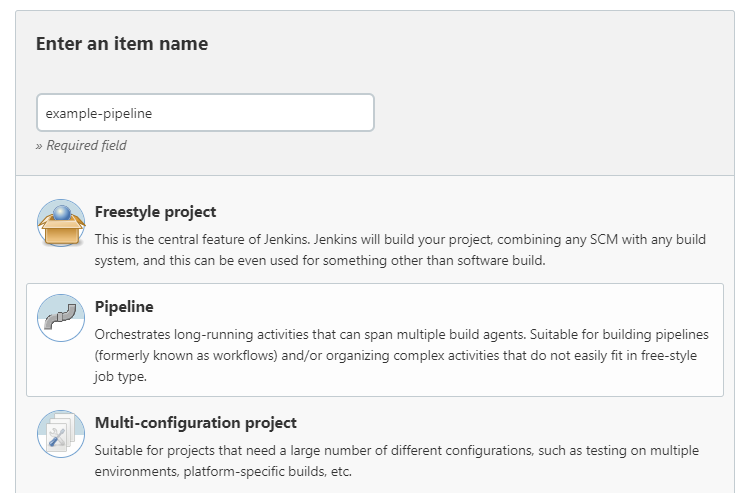 Enter an item name
example-pipeline
» Required field
Freestyle project
This is the central feature of Jenkins. Jenkins will build your project, combining any SCM with any build
system, and this can be even used for something other than software build.
Pipeline
Orchestrates long-running activities that can span multiple build agents. Suitable for building pipelines
(formerly known as workflows) and/or organizing complex activities that do not easily fit in free-style
job type.
Multi-configuration project
Suitable for projects that need a large number of different configurations, such as testing on multiple
environments, platform-specific builds, etc.